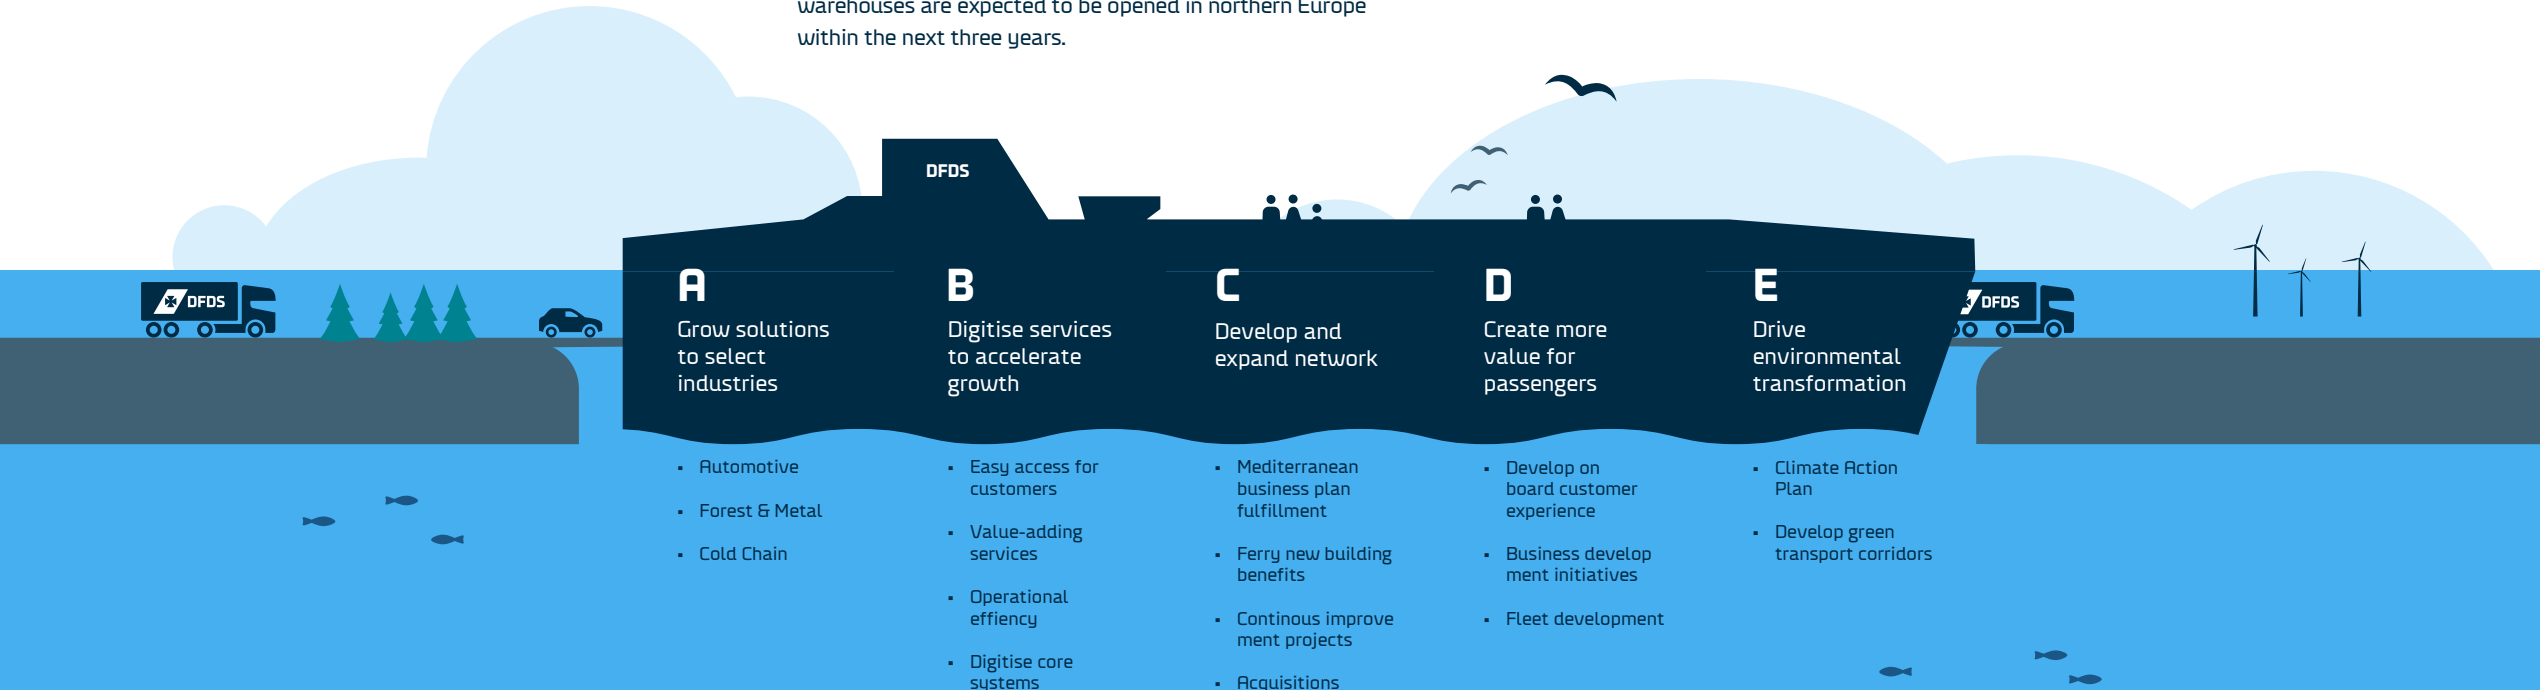 warehouses are expected to be opened in northern Europe
within the next three years.
DFDS
DFDS
DFDS
A
Grow solutions
to select
industries
▪ Automotive
▪ Forest & Metal
▪ Cold Chain
B
Digitise services
to accelerate
growth
▪ Easy access for
customers
▪ Value-adding
services
▪ Operational
effiency
▪ Digitise core
systems
C
Develop and
expand network
▪ Mediterranean
business plan
fulfillment
▪ Ferry new building
benefits
▪ Continous improve
ment projects
▪ Acquisitions
D
Create more
value for
passengers
▪ Develop on
board customer
experience
▪ Business develop
ment initiatives
▪ Fleet development
E
Drive
environmental
transformation
▪ Climate Action
Plan
▪ Develop green
transport corridors